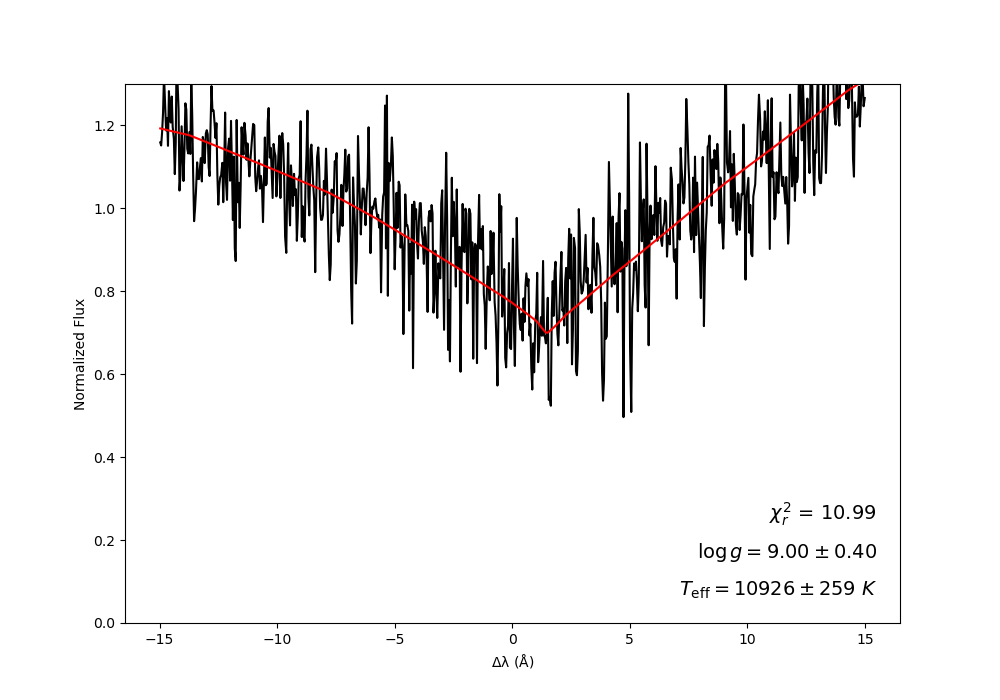 1.2
1.0
0.8
0.6
0.4
0.2
0.0
Normalized Flux
χ²ᵣ = 10.99
log g = 9.00 ± 0.40
T_eff = 10926 ± 259 K
−15 −10 −5 0 5 10 15
Δλ (Å)